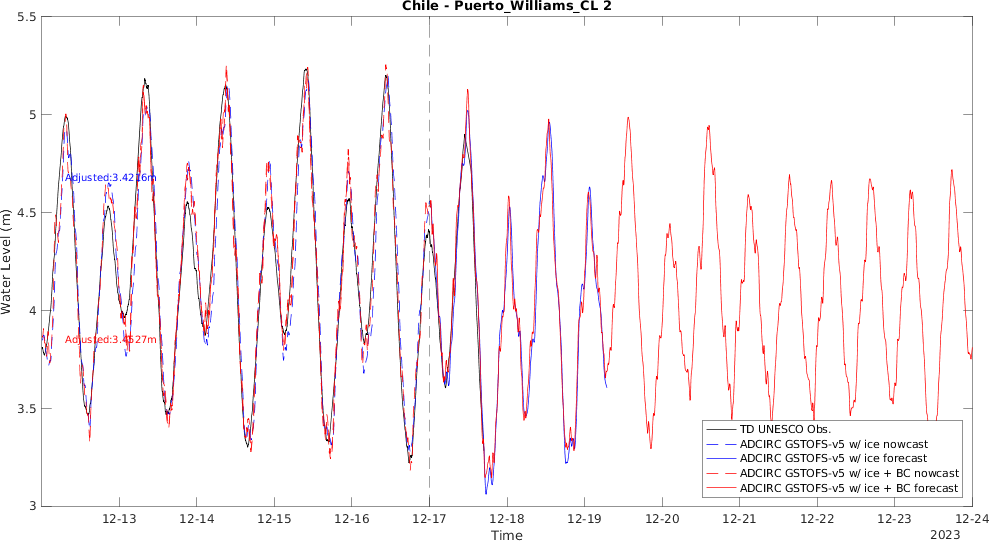 Chile - Puerto_Williams_CL 2
5.5
5
4.5
4
3.5
3
Water Level (m)
Adjusted:3.4216m
Adjusted:3.4527m
TD UNESCO Obs.
ADCIRC GSTOFS-v5 w/ ice nowcast
ADCIRC GSTOFS-v5 w/ ice forecast
ADCIRC GSTOFS-v5 w/ ice + BC nowcast
ADCIRC GSTOFS-v5 w/ ice + BC forecast
12-13
12-14
12-15
12-16
12-17
12-18
12-19
12-20
12-21
12-22
12-23
12-24
Time
2023